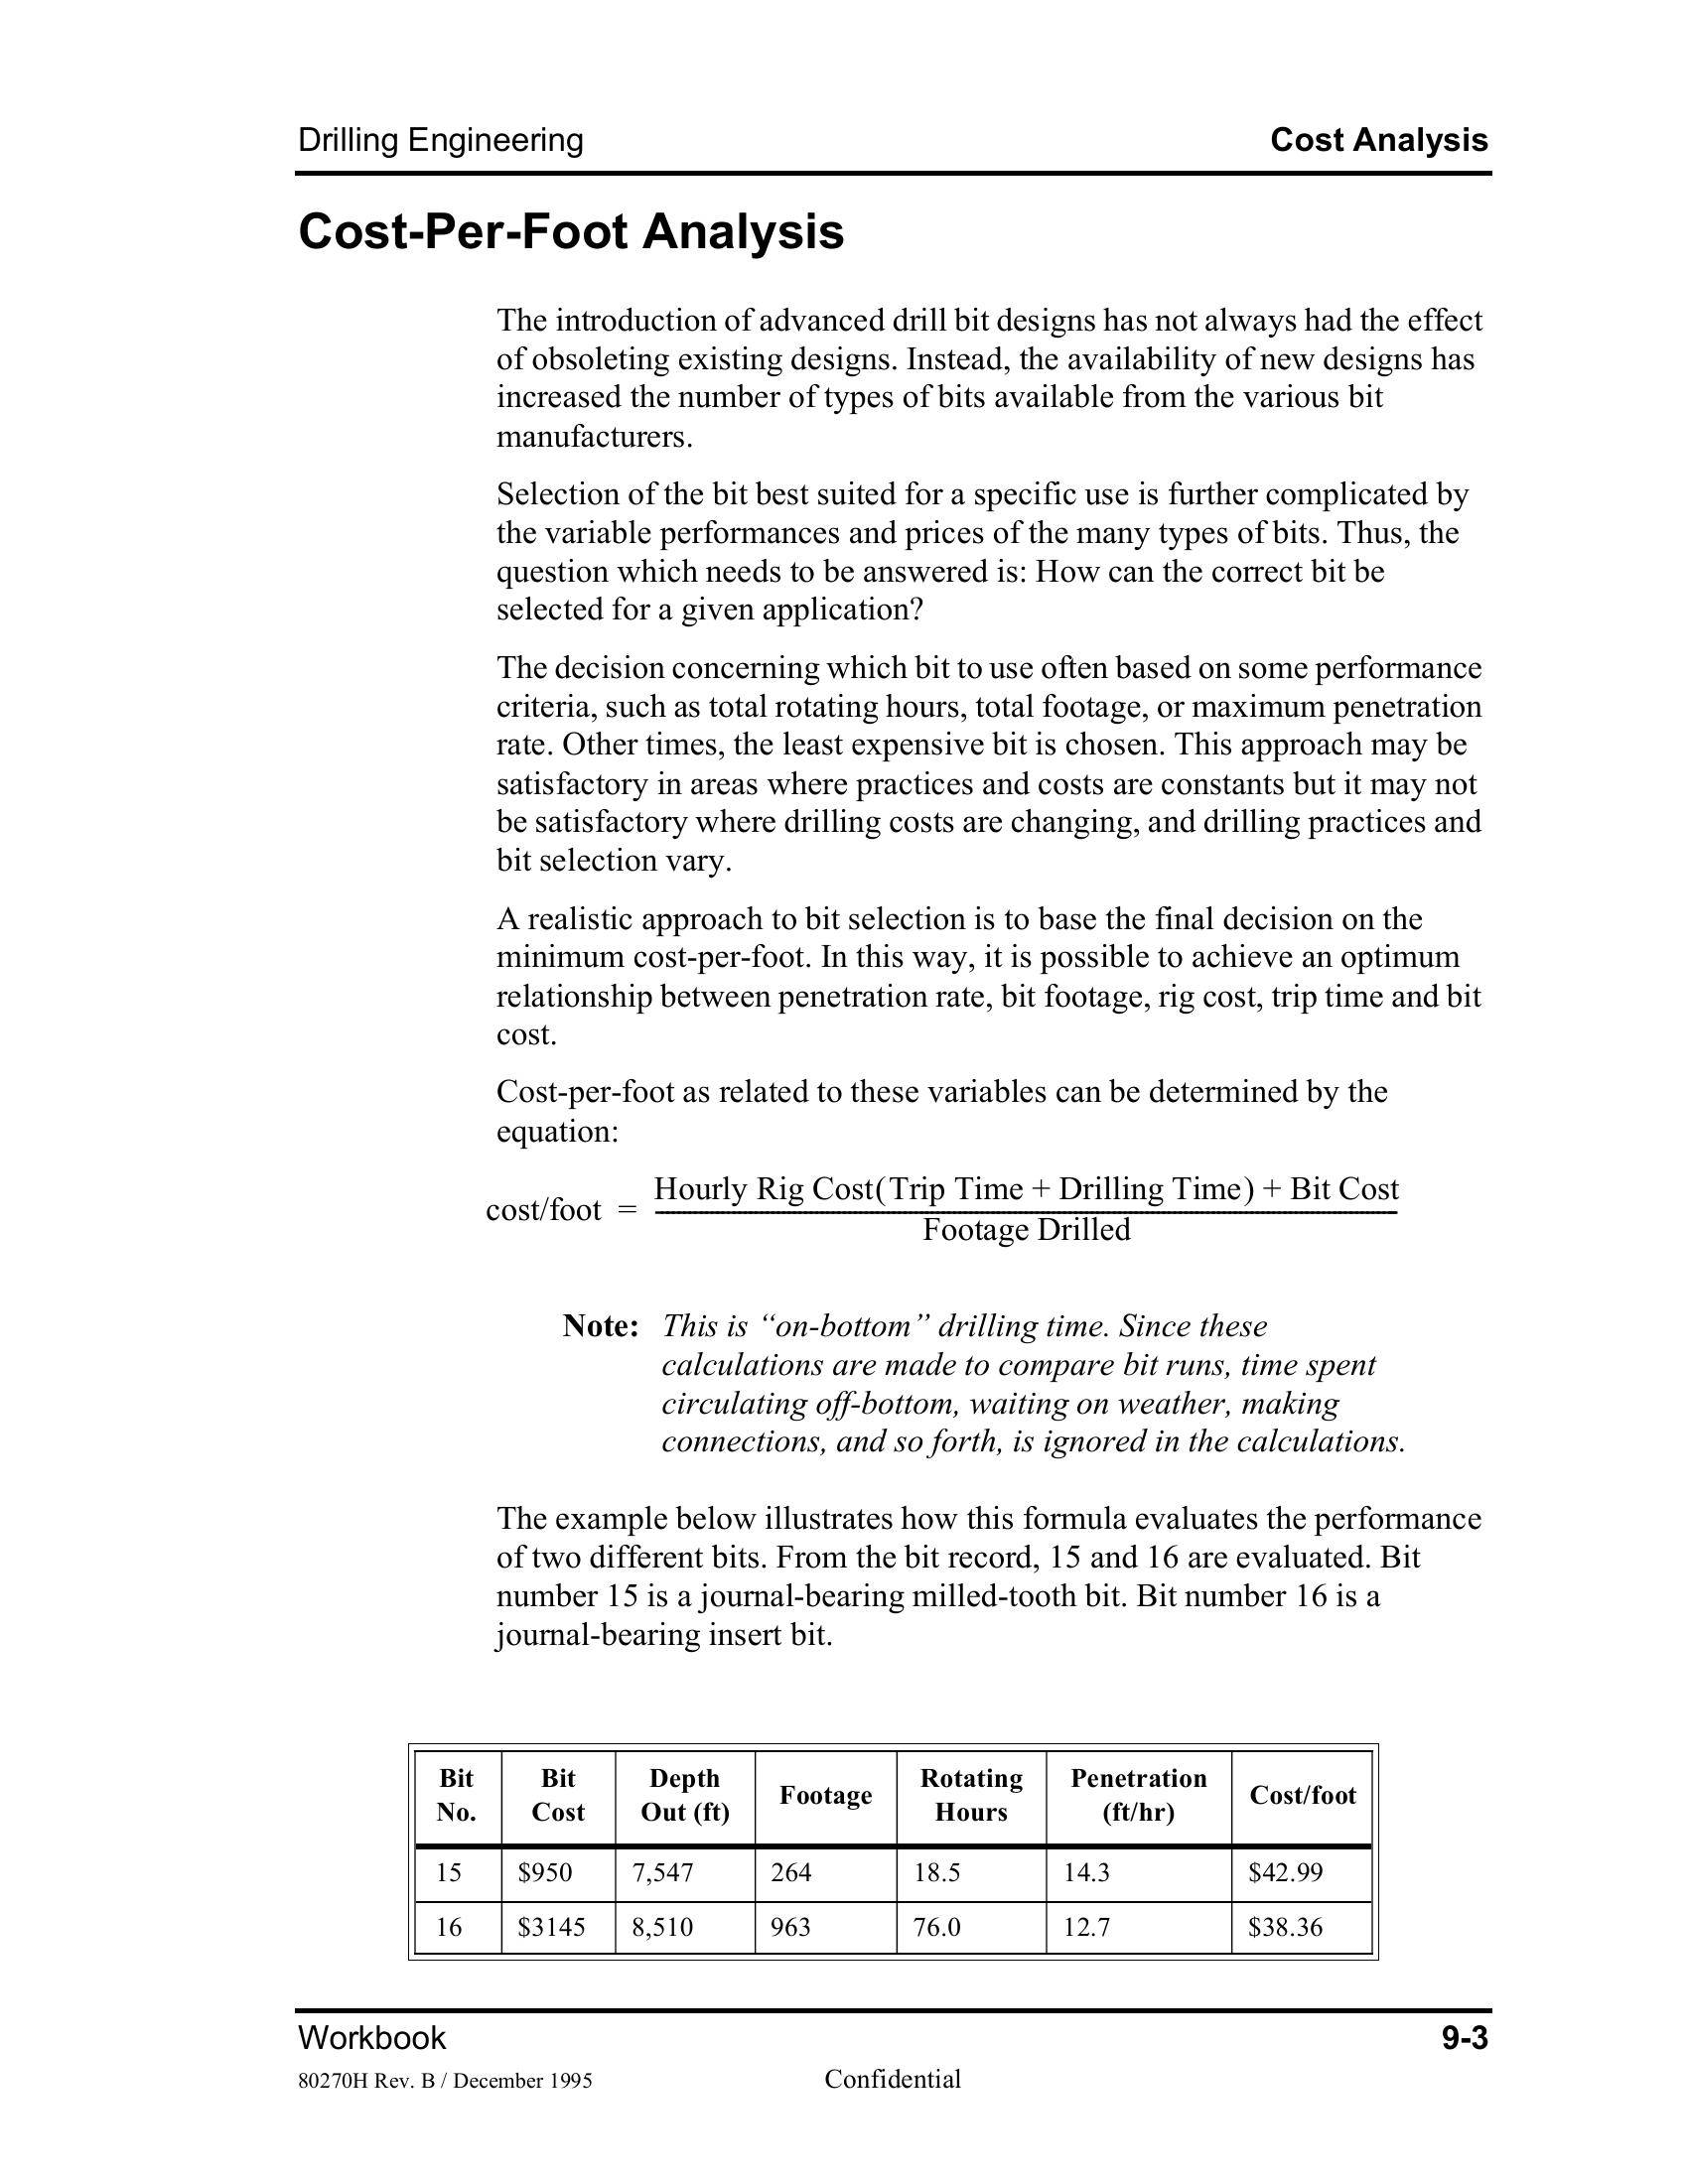 Drilling Engineering Cost Analysis
Cost-Per-Foot Analysis
The introduction of advanced drill bit designs has not always had the effect
of obsoleting existing designs. Instead, the availability of new designs has
increased the number of types of bits available from the various bit
manufacturers.
Selection of the bit best suited for a specific use is further complicated by
the variable performances and prices of the many types of bits. Thus, the
question which needs to be answered is: How can the correct bit be
selected for a given application?
The decision concerning which bit to use often based on some performance
criteria, such as total rotating hours, total footage, or maximum penetration
rate. Other times, the least expensive bit is chosen. This approach may be
satisfactory in areas where practices and costs are constants but it may not
be satisfactory where drilling costs are changing, and drilling practices and
bit selection vary.
A realistic approach to bit selection is to base the final decision on the
minimum cost-per-foot. In this way, it is possible to achieve an optimum
relationship between penetration rate, bit footage, rig cost, trip time and bit
cost.
Cost-per-foot as related to these variables can be determined by the
equation:
Hourly Rig Cost(Trip Time + Drilling Time) + Bit Cost
cost/foot =
Footage Drilled
Note: This is “on-bottom” drilling time. Since these
calculations are made to compare bit runs, time spent
circulating off-bottom, waiting on weather, making
connections, and so forth, is ignored in the calculations.
The example below illustrates how this formula evaluates the performance
of two different bits. From the bit record, 15 and 16 are evaluated. Bit
number 15 is a journal-bearing milled-tooth bit. Bit number 16 is a
journal-bearing insert bit.
Bit Bit Depth Footage Rotating Penetration Cost/foot
No. Cost Out (ft) Hours (ft/hr)
15 $950 7,547 264 18.5 14.3 $42.99
16 $3145 8,510 963 76.0 12.7 $38.36
Workbook 9-3
80270H Rev. B / December 1995 Confidential